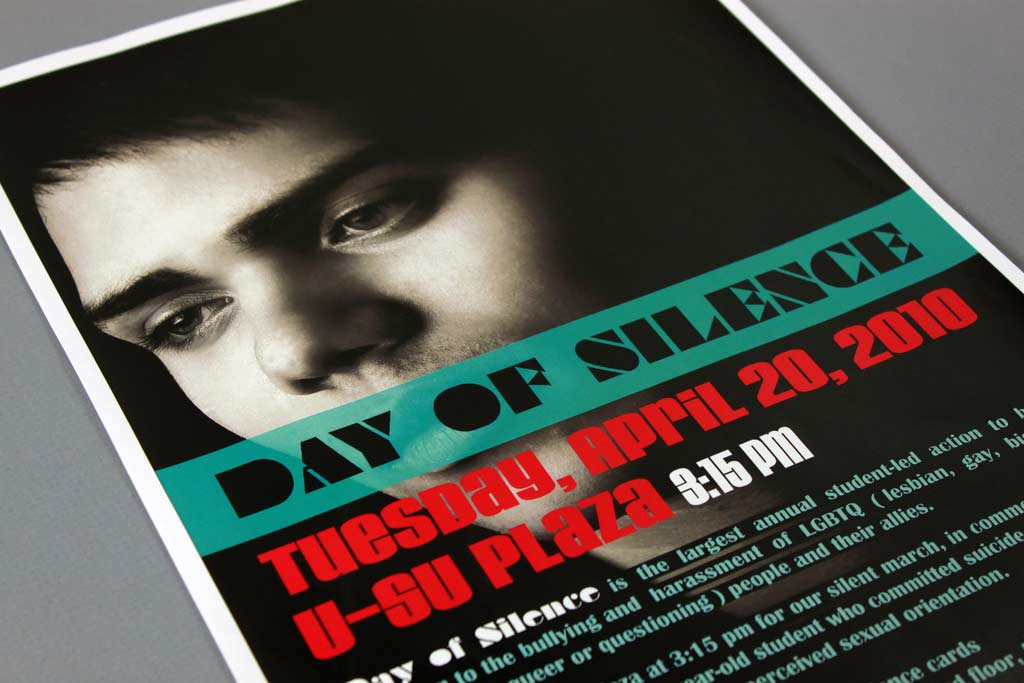 DAY OF SILENCE
Tuesday, April 20, 2010
U-SU Plaza 3:15 pm
Day of Silence is the largest annual student-led action to
to the bullying and harassment of LGBTQ ( lesbian, gay,
queer or questioning ) people and their allies.
at 3:15 pm for our silent march, in
student who committed
perceived sexual orientation.
cards
floor